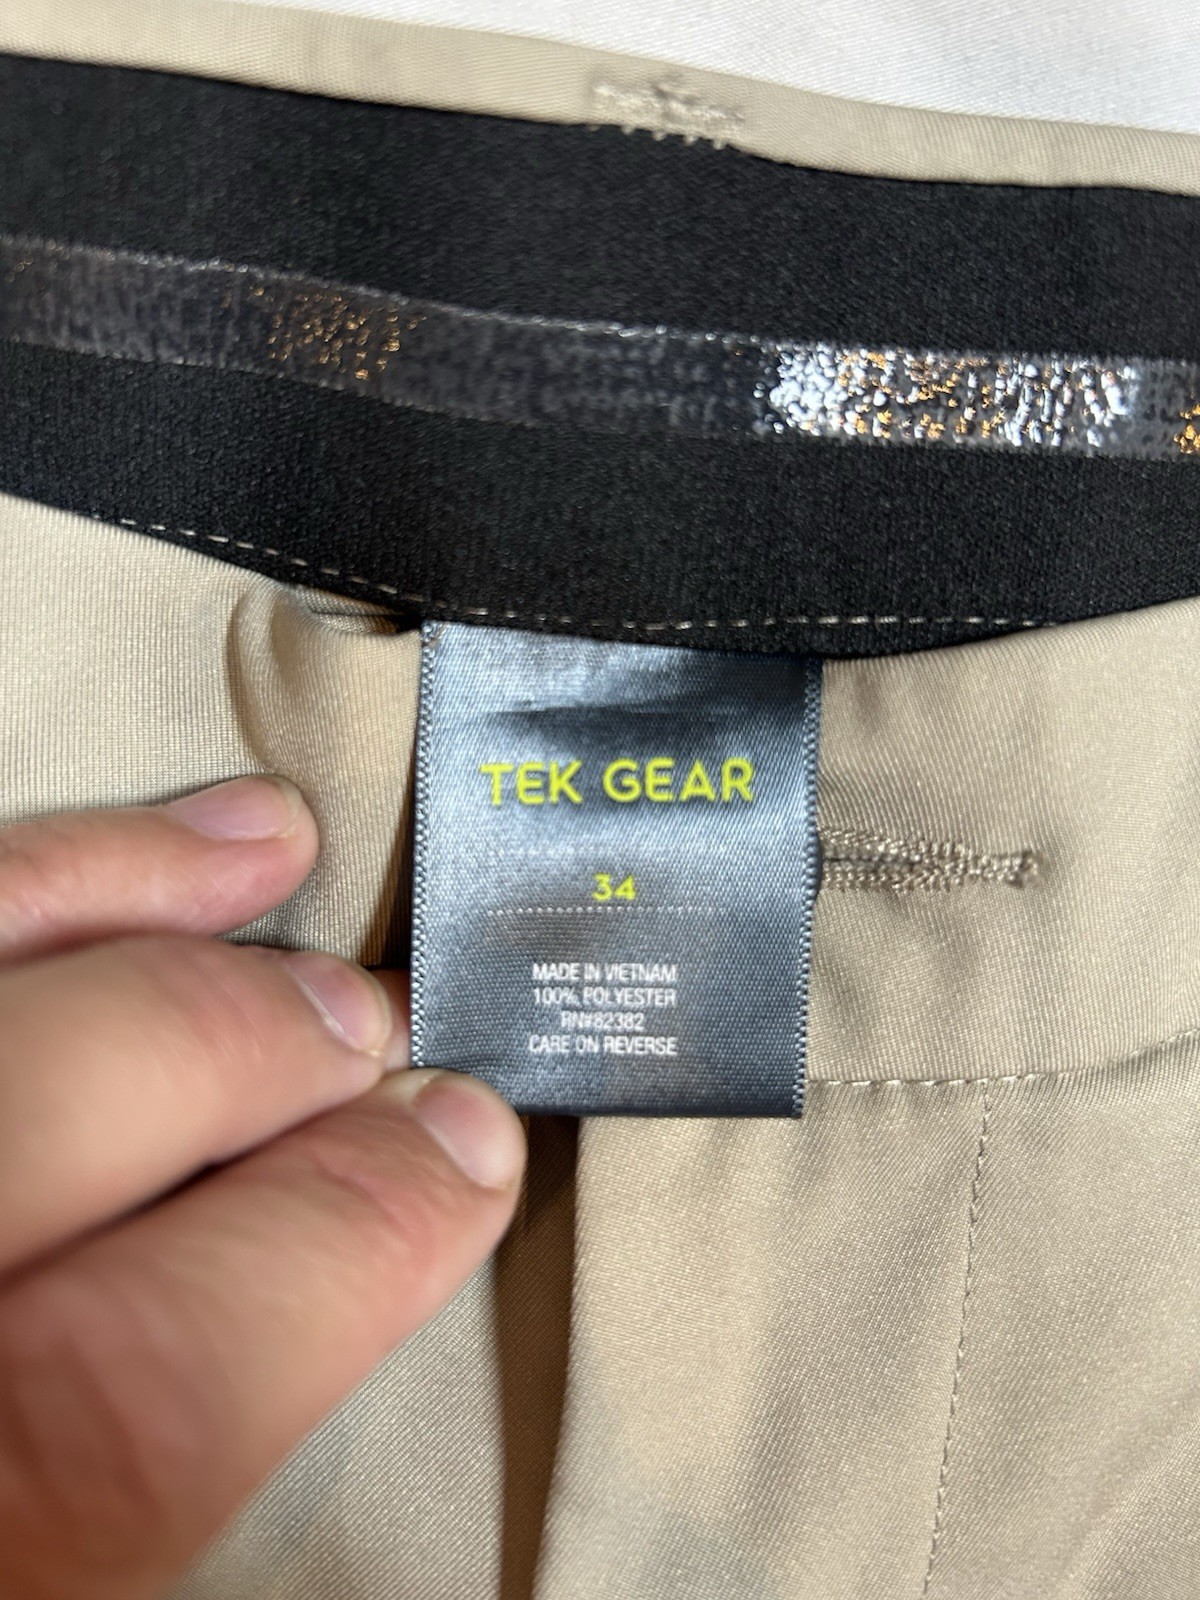 TEK GEAR
34
MADE IN VIETNAM
100% POLYESTER
RN#82382
CARE ON REVERSE